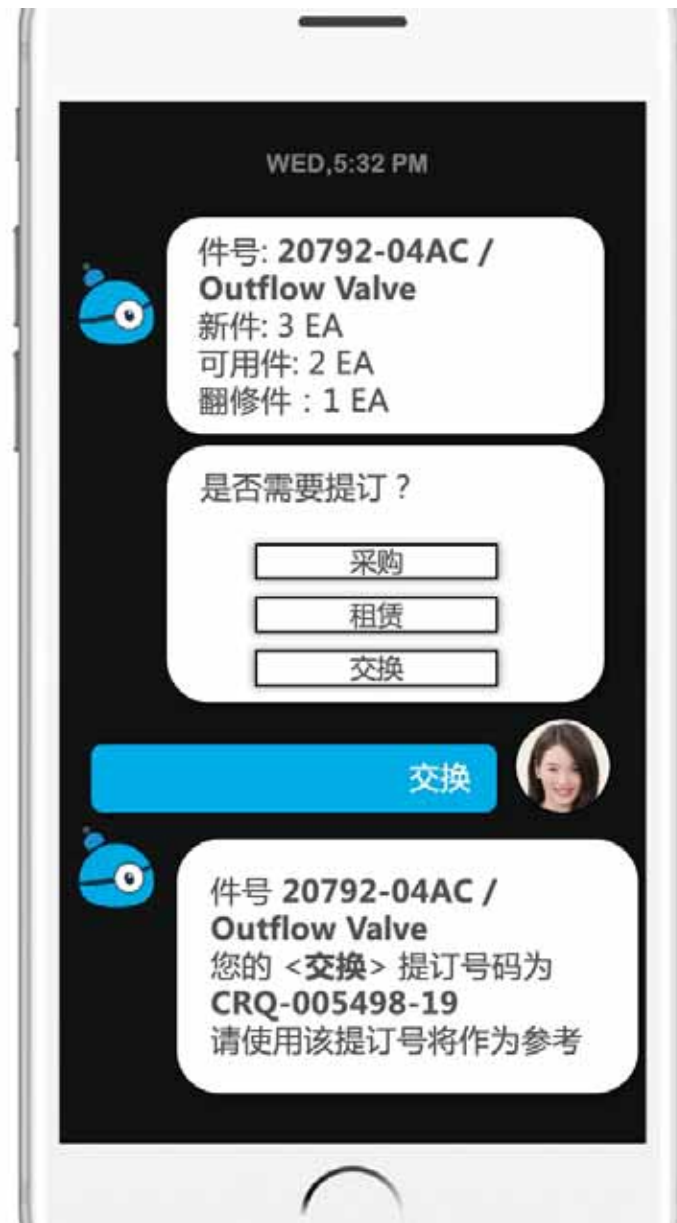 WED,5:32 PM
件号: 20792-04AC /
Outflow Valve
新件: 3 EA
可用件: 2 EA
翻修件：1 EA
是否需要提订？
采购
租赁
交换
交换
件号 20792-04AC /
Outflow Valve
您的 <交换> 提订号码为
CRQ-005498-19
请使用该提订号将作为参考